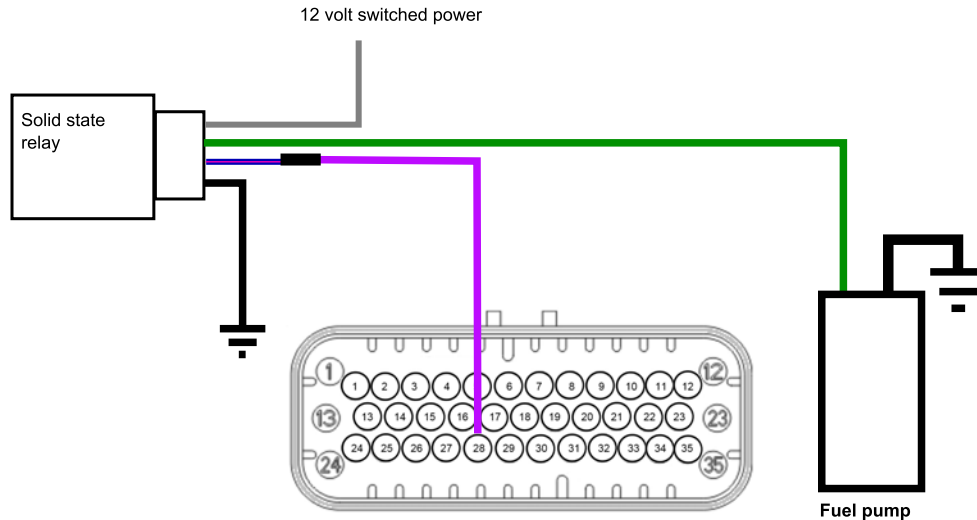 12 volt switched power
Solid state
relay
1 12
1 2 3 4 6 7 8 9 10 11 12
13 13 14 15 16 17 18 19 20 21 22 23 23
24 25 26 27 28 29 30 31 32 33 34 35
24 35
Fuel pump